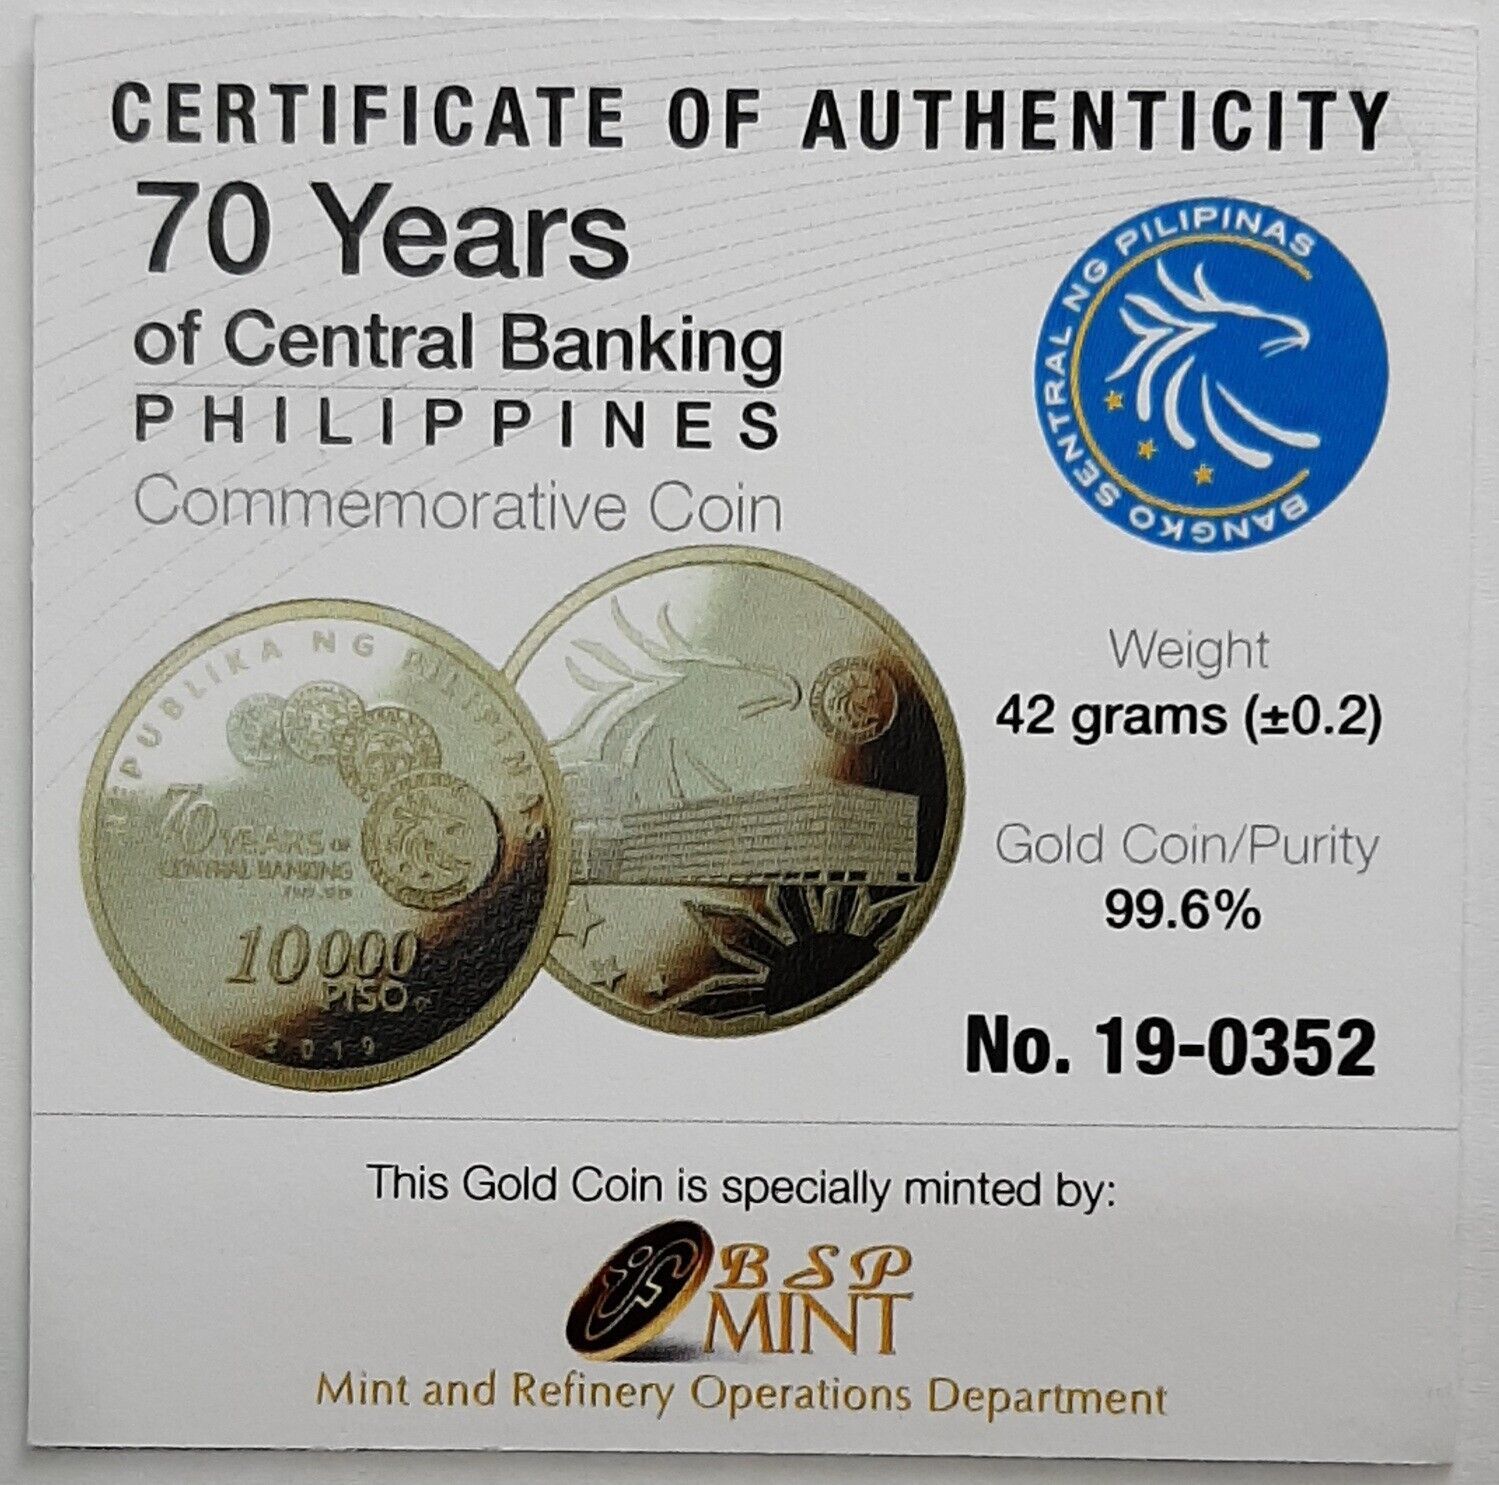 CERTIFICATE OF AUTHENTICITY
70 Years
of Central Banking
PHILIPPINES
Commemorative Coin
BANGKO SENTRAL NG PILIPINAS
REPUBLIKA NG PILIPINAS
70 YEARS OF
CENTRAL BANKING
10 000
PISO
2019
Weight
42 grams (±0.2)
Gold Coin/Purity
99.6%
No. 19-0352
This Gold Coin is specially minted by:
BSP
MINT
Mint and Refinery Operations Department